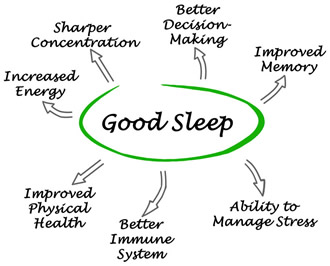 Better
Decision-
Making
Sharper
Concentration
Improved
Memory
Increased
Energy
Good Sleep
Improved
Physical
Health
Better
Immune
System
Ability to
Manage Stress